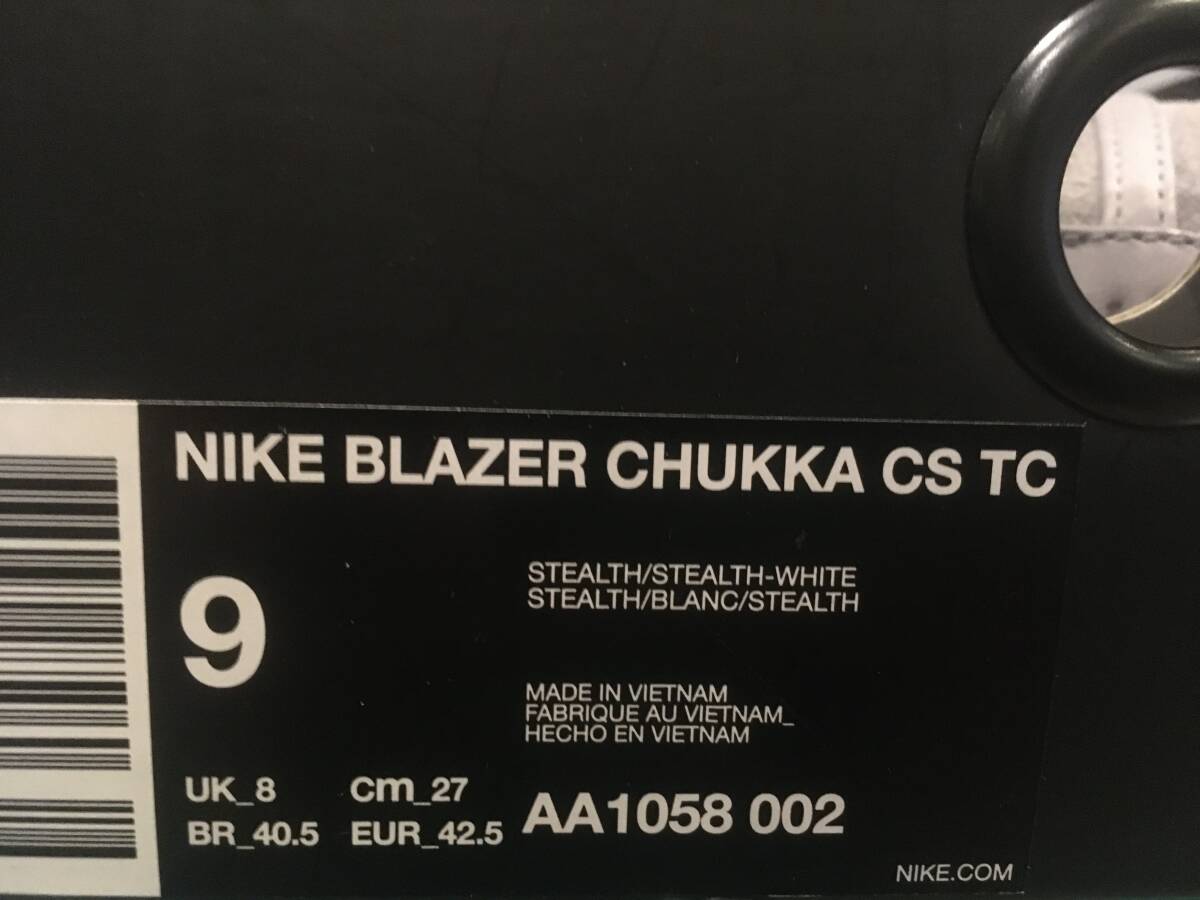 NIKE BLAZER CHUKKA CS TC
9
STEALTH/STEALTH-WHITE
STEALTH/BLANC/STEALTH
MADE IN VIETNAM
FABRIQUE AU VIETNAM_
HECHO EN VIETNAM
UK_8 cm_27
BR_40.5 EUR_42.5
AA1058 002
NIKE.COM